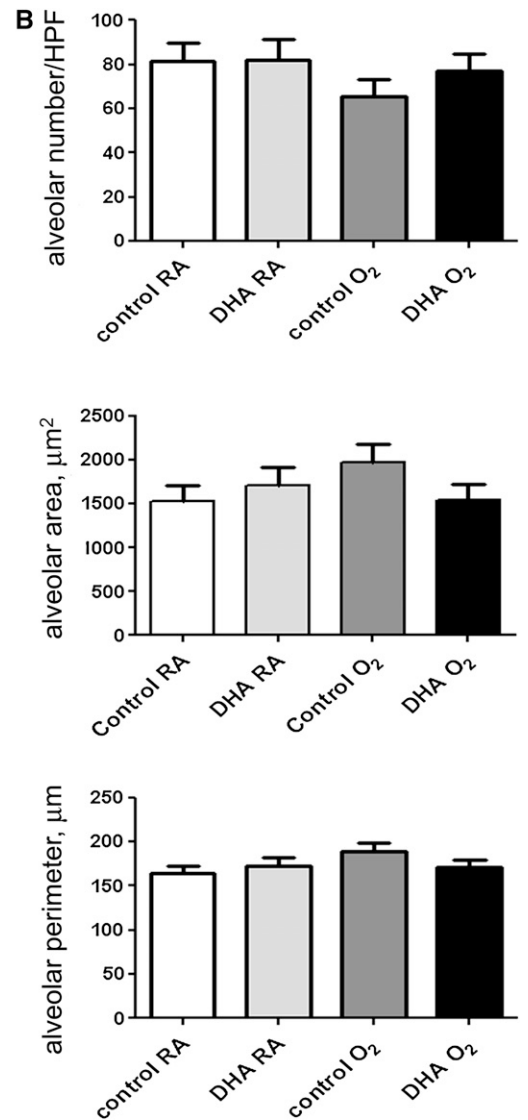 B
alveolar number/HPF
100
80
60
40
20
0
control RA
DHA RA
control O₂
DHA O₂
alveolar area, μm²
2500
2000
1500
1000
500
0
Control RA
DHA RA
Control O₂
DHA O₂
alveolar perimeter, μm
250
200
150
100
50
0
control RA
DHA RA
control O₂
DHA O₂